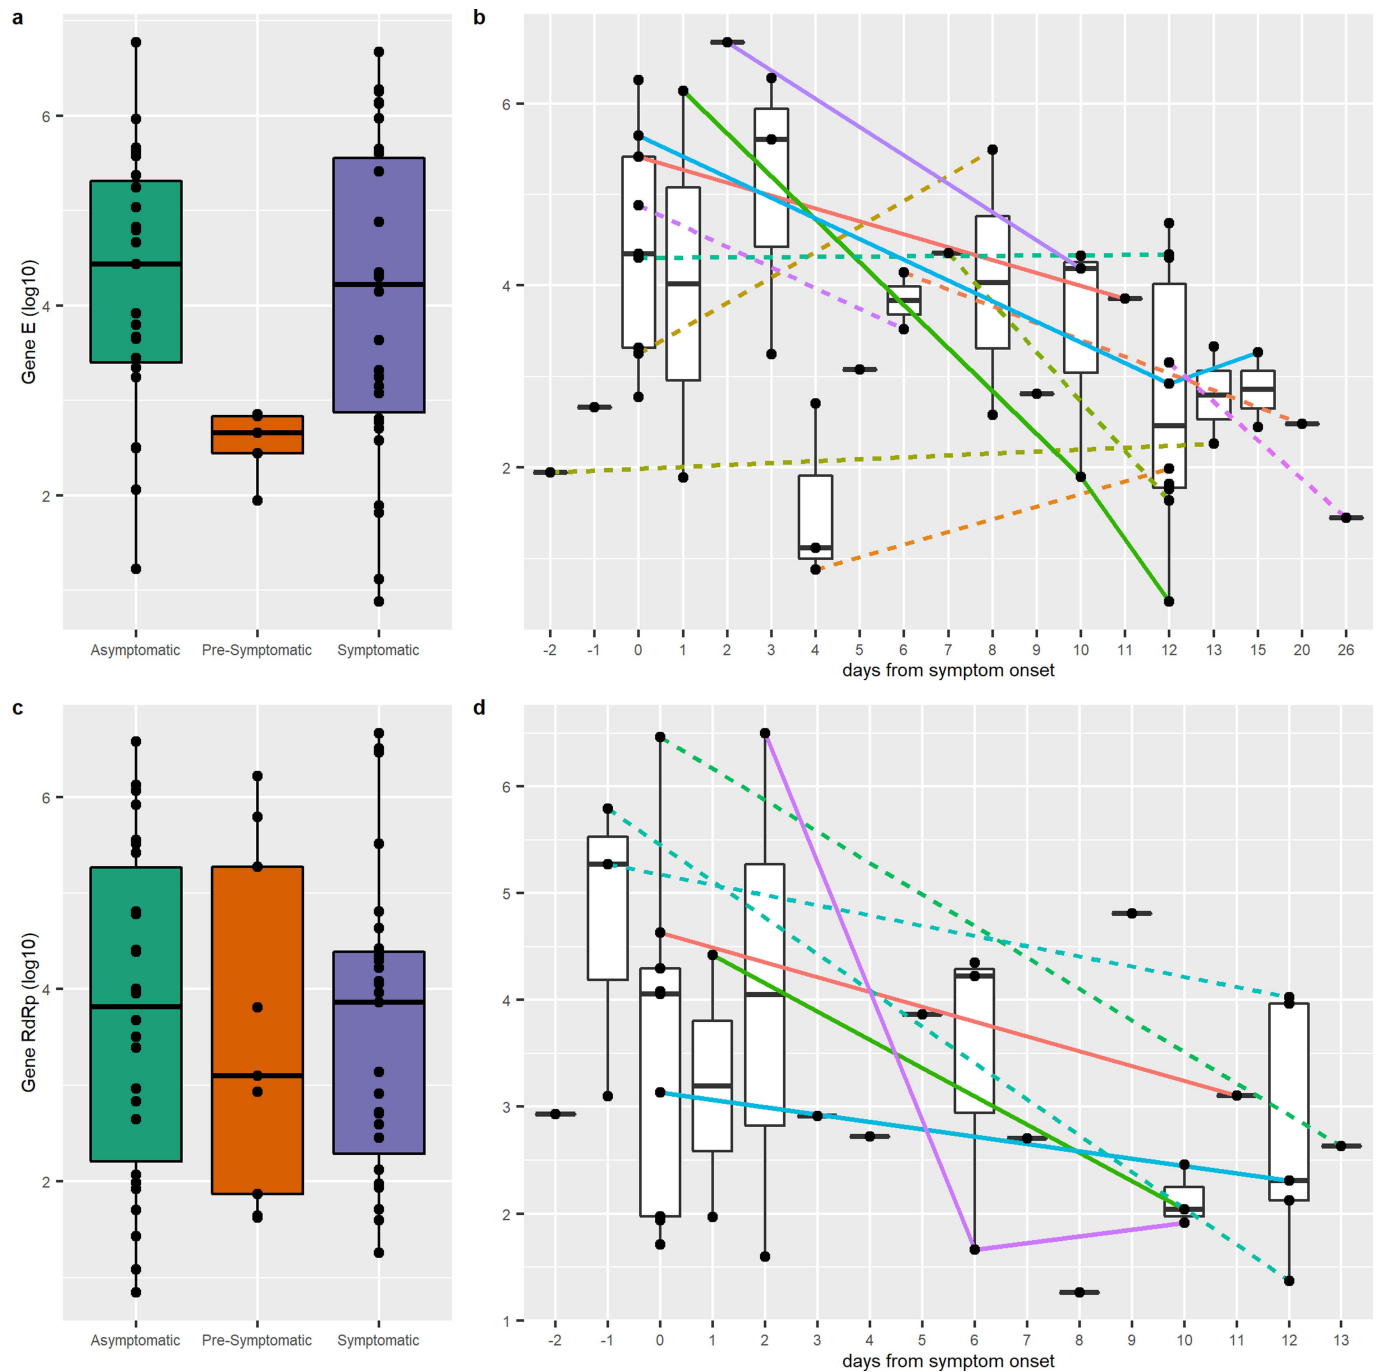 a
b
Gene E (log10)
6
4
2
Asymptomatic Pre-Symptomatic Symptomatic
6
4
2
-2 -1 0 1 2 3 4 5 6 7 8 9 10 11 12 13 15 20 26
days from symptom onset
c
d
Gene RdRp (log10)
6
4
2
Asymptomatic Pre-Symptomatic Symptomatic
6
5
4
3
2
1
-2 -1 0 1 2 3 4 5 6 7 8 9 10 11 12 13
days from symptom onset